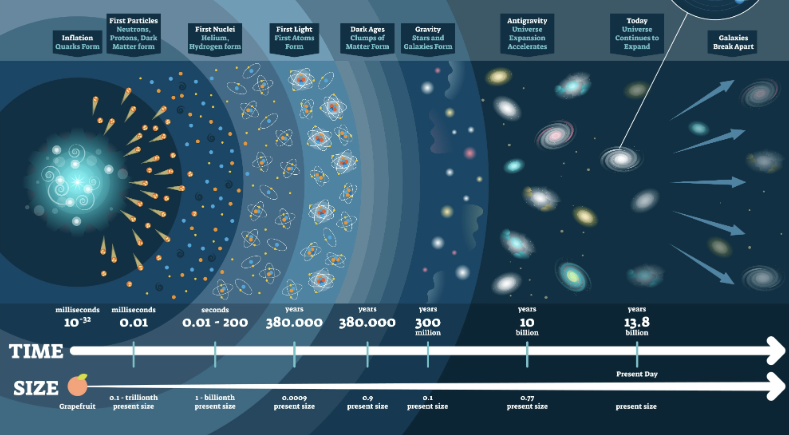 Inflation
Quarks Form
First Particles
Neutrons,
Protons, Dark
Matter form
First Nuclei
Helium,
Hydrogen form
First Light
First Atoms
Form
Dark Ages
Clumps of
Matter Form
Gravity
Stars and
Galaxies Form
Antigravity
Universe
Expansion
Accelerates
Today
Universe
Continues to
Expand
Galaxies
Break Apart
milliseconds
10-32
milliseconds
0.01
seconds
0.01 - 200
years
380.000
years
380.000
years
300
million
years
10
billion
years
13.8
billion
TIME
Present Day
SIZE
Grapefruit
0.1 - trillionth
present size
1 - billionth
present size
0.0009
present size
0.9
present size
0.1
present size
0.77
present size
present size